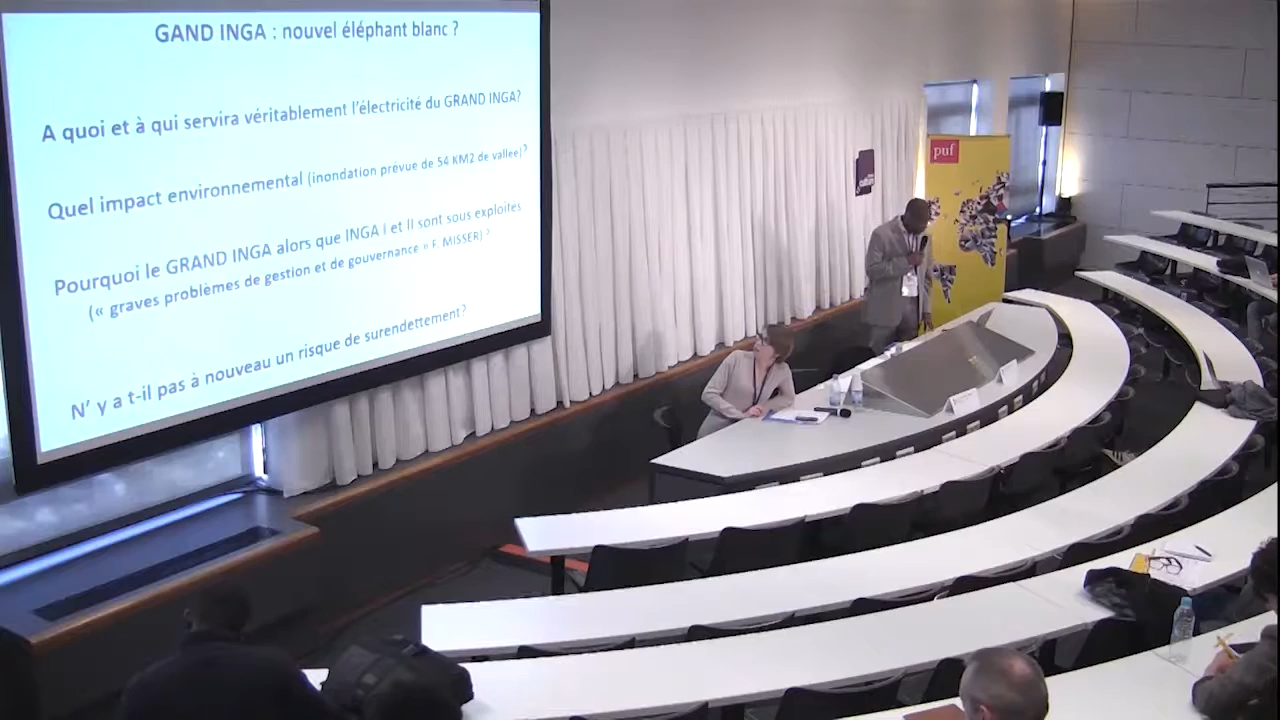 GAND INGA : nouvel éléphant blanc ?
A quoi et à qui servira véritablement l'électricité du GRAND INGA?
Quel impact environnemental (inondation prévue de 54 KM2 de vallee)?
Pourquoi le GRAND INGA alors que INGA I et II sont sous exploites
(« graves problèmes de gestion et de gouvernance » F. MISSER) ?
N' y a t-il pas à nouveau un risque de surendettement?
puf